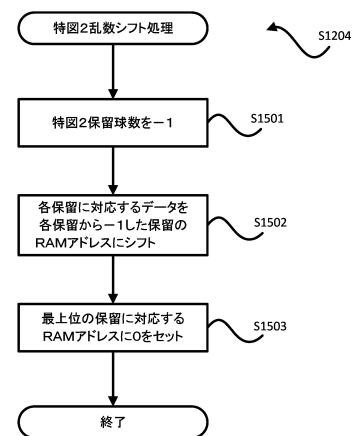 特図2乱数シフト処理
S1204
特図2保留球数を－1
S1501
各保留に対応するデータを
各保留から－1した保留の
RAMアドレスにシフト
S1502
最上位の保留に対応する
RAMアドレスに0をセット
S1503
終了